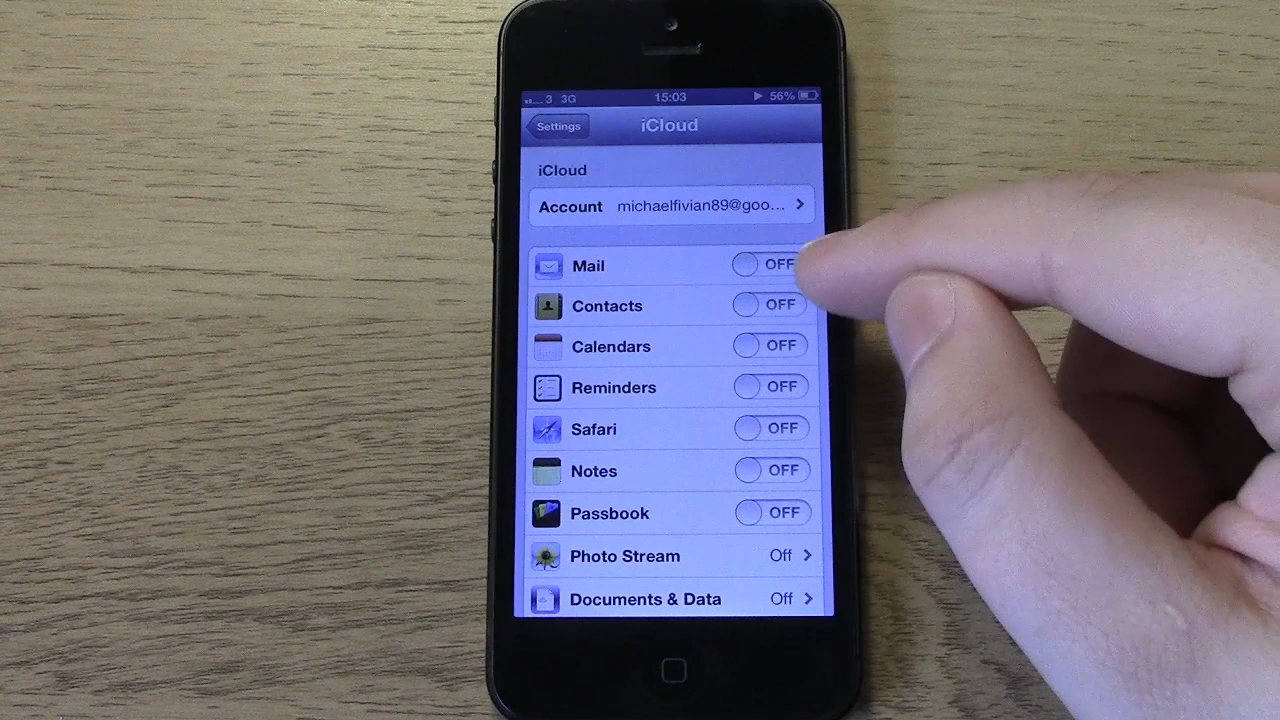 3 3G 15:03 56%
Settings iCloud
iCloud
Account michaelfivian89@goo...
Mail OFF
Contacts OFF
Calendars OFF
Reminders OFF
Safari OFF
Notes OFF
Passbook OFF
Photo Stream Off
Documents & Data Off